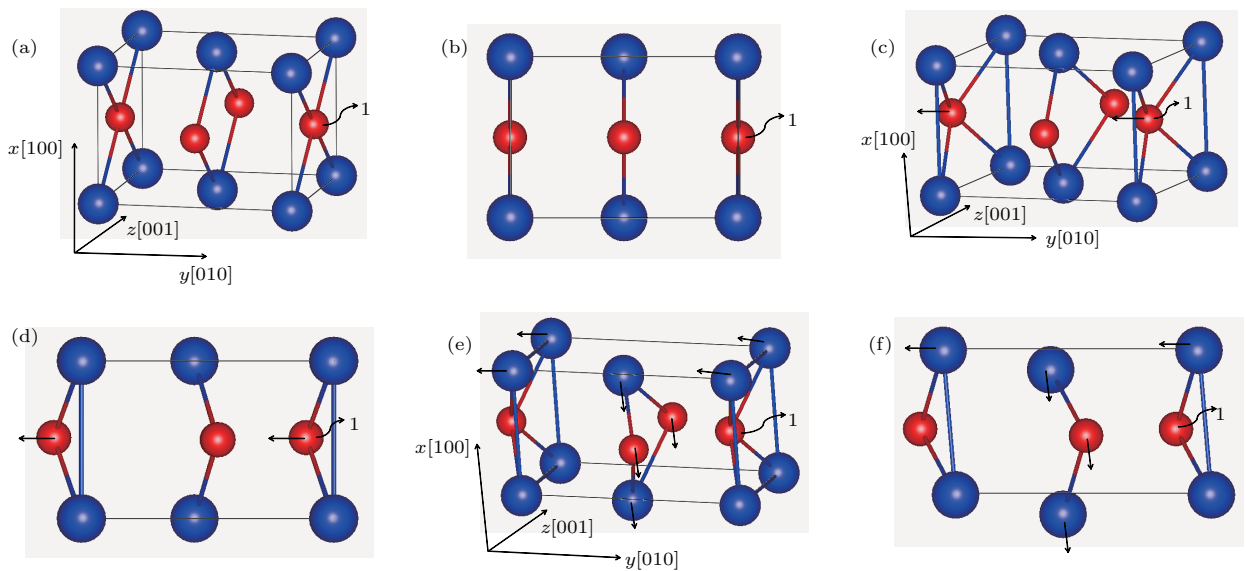 (a)
1
x[100]
z[001]
y[010]
(b)
1
(c)
1
x[100]
z[001]
y[010]
(d)
1
(e)
1
x[100]
z[001]
y[010]
(f)
1